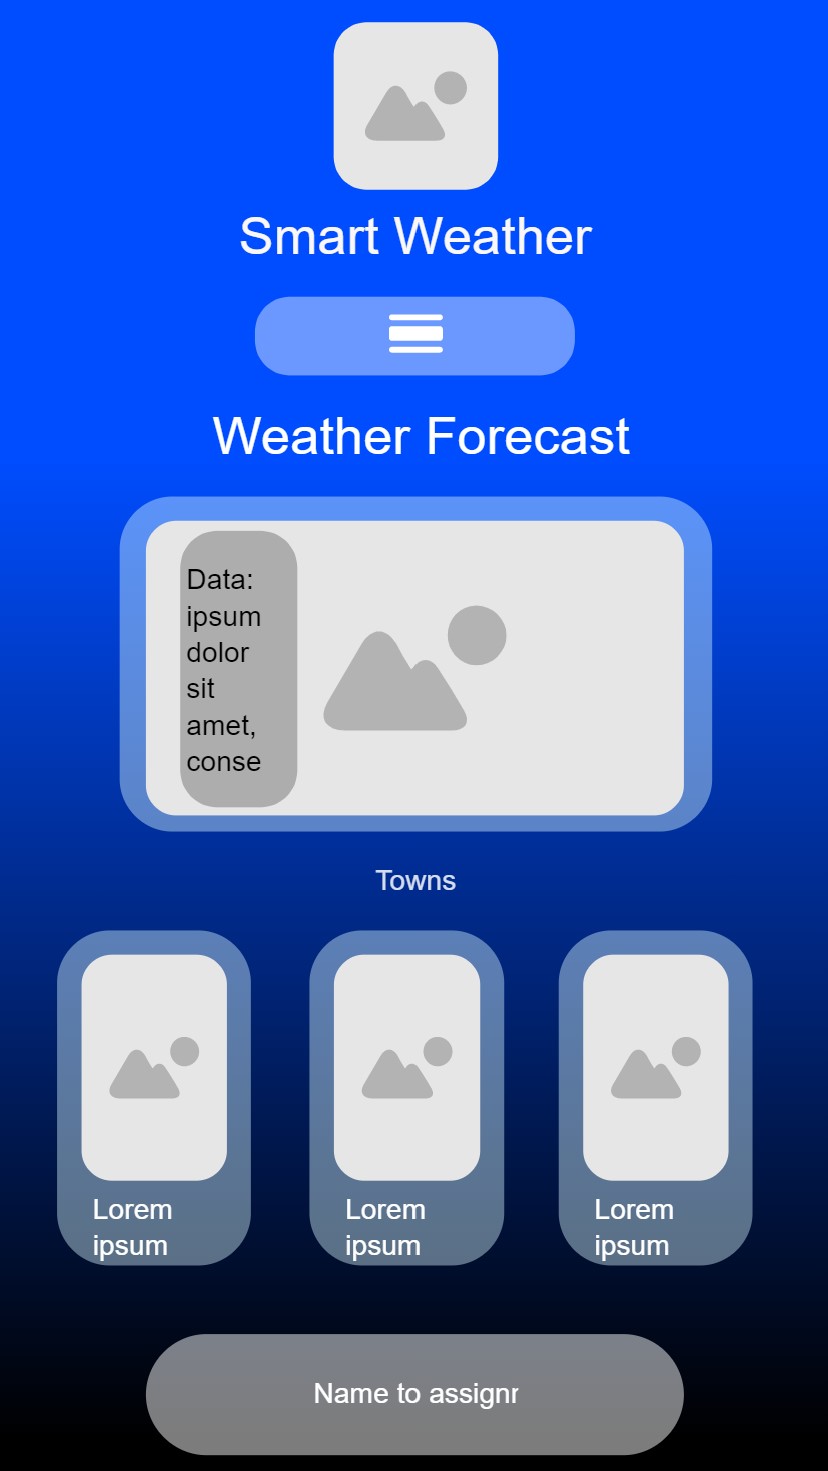 Smart Weather
Weather Forecast
Data:
ipsum
dolor
sit
amet,
conse
Towns
Lorem
ipsum
Lorem
ipsum
Lorem
ipsum
Name to assign